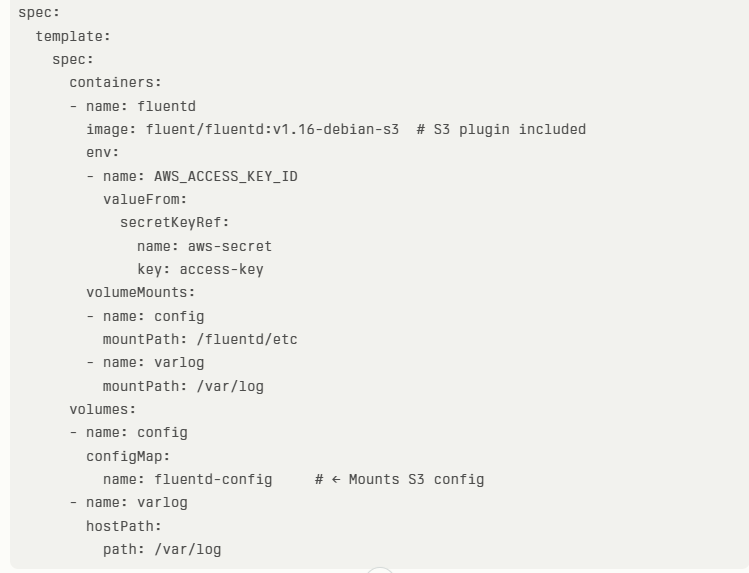 spec:
  template:
    spec:
      containers:
      - name: fluentd
        image: fluent/fluentd:v1.16-debian-s3  # S3 plugin included
        env:
        - name: AWS_ACCESS_KEY_ID
          valueFrom:
            secretKeyRef:
              name: aws-secret
              key: access-key
        volumeMounts:
        - name: config
          mountPath: /fluentd/etc
        - name: varlog
          mountPath: /var/log
      volumes:
      - name: config
        configMap:
          name: fluentd-config     # ← Mounts S3 config
      - name: varlog
        hostPath:
          path: /var/log